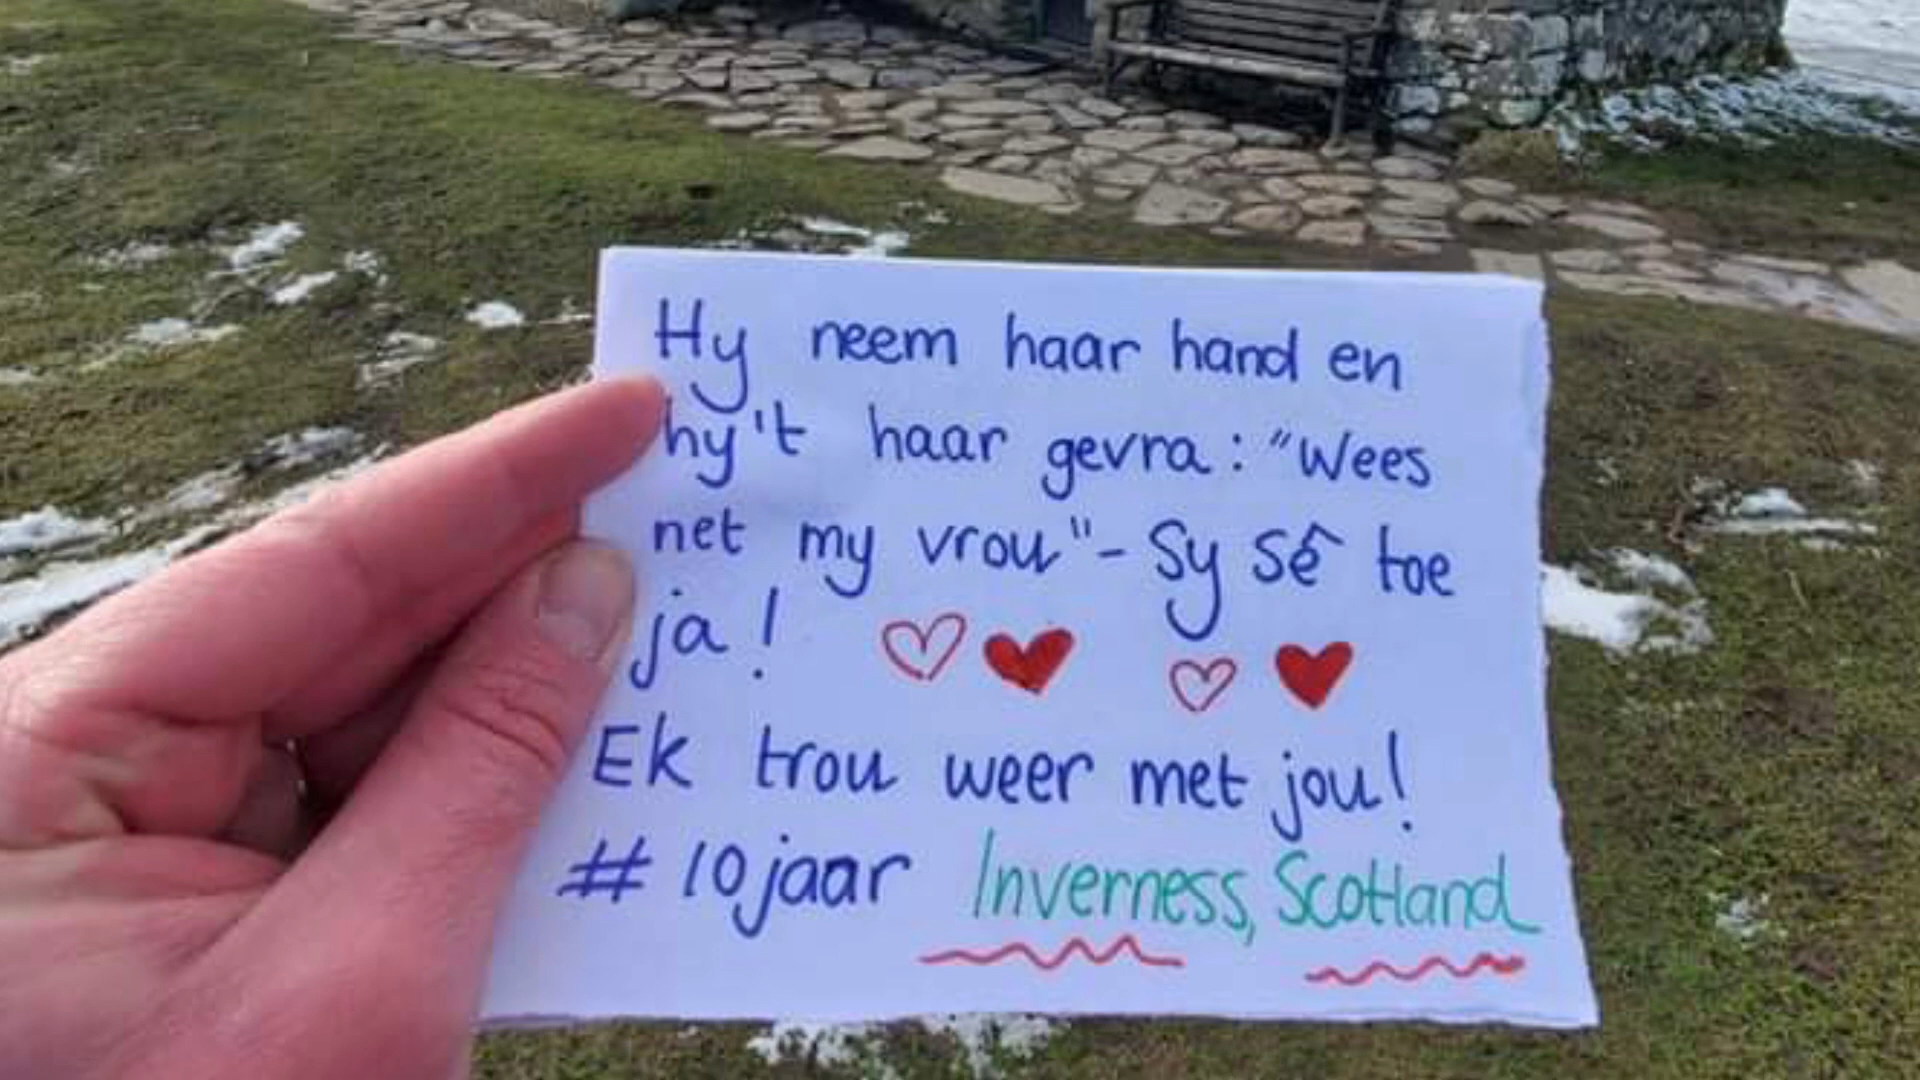 Hy neem haar hand en
hy't haar gevra: "Wees
net my vrou" - Sy sê toe
ja!
Ek trou weer met jou!
#10jaar Inverness, Scotland